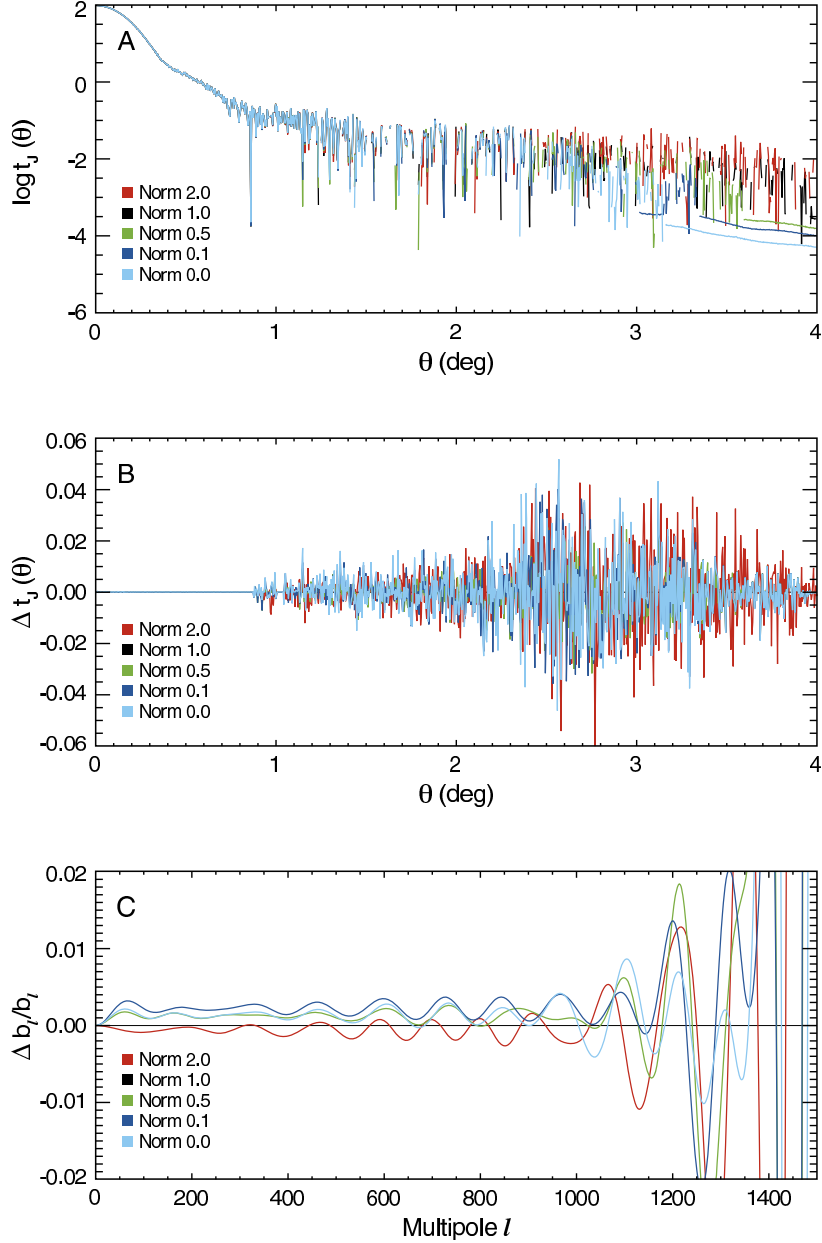 A
log tJ (θ)
2
0
-2
-4
-6
Norm 2.0
Norm 1.0
Norm 0.5
Norm 0.1
Norm 0.0
0 1 2 3 4
θ (deg)
B
Δ tJ (θ)
0.06
0.04
0.02
0.00
-0.02
-0.04
-0.06
Norm 2.0
Norm 1.0
Norm 0.5
Norm 0.1
Norm 0.0
0 1 2 3 4
θ (deg)
C
Δ bl/bl
0.02
0.01
0.00
-0.01
-0.02
Norm 2.0
Norm 1.0
Norm 0.5
Norm 0.1
Norm 0.0
0 200 400 600 800 1000 1200 1400
Multipole l